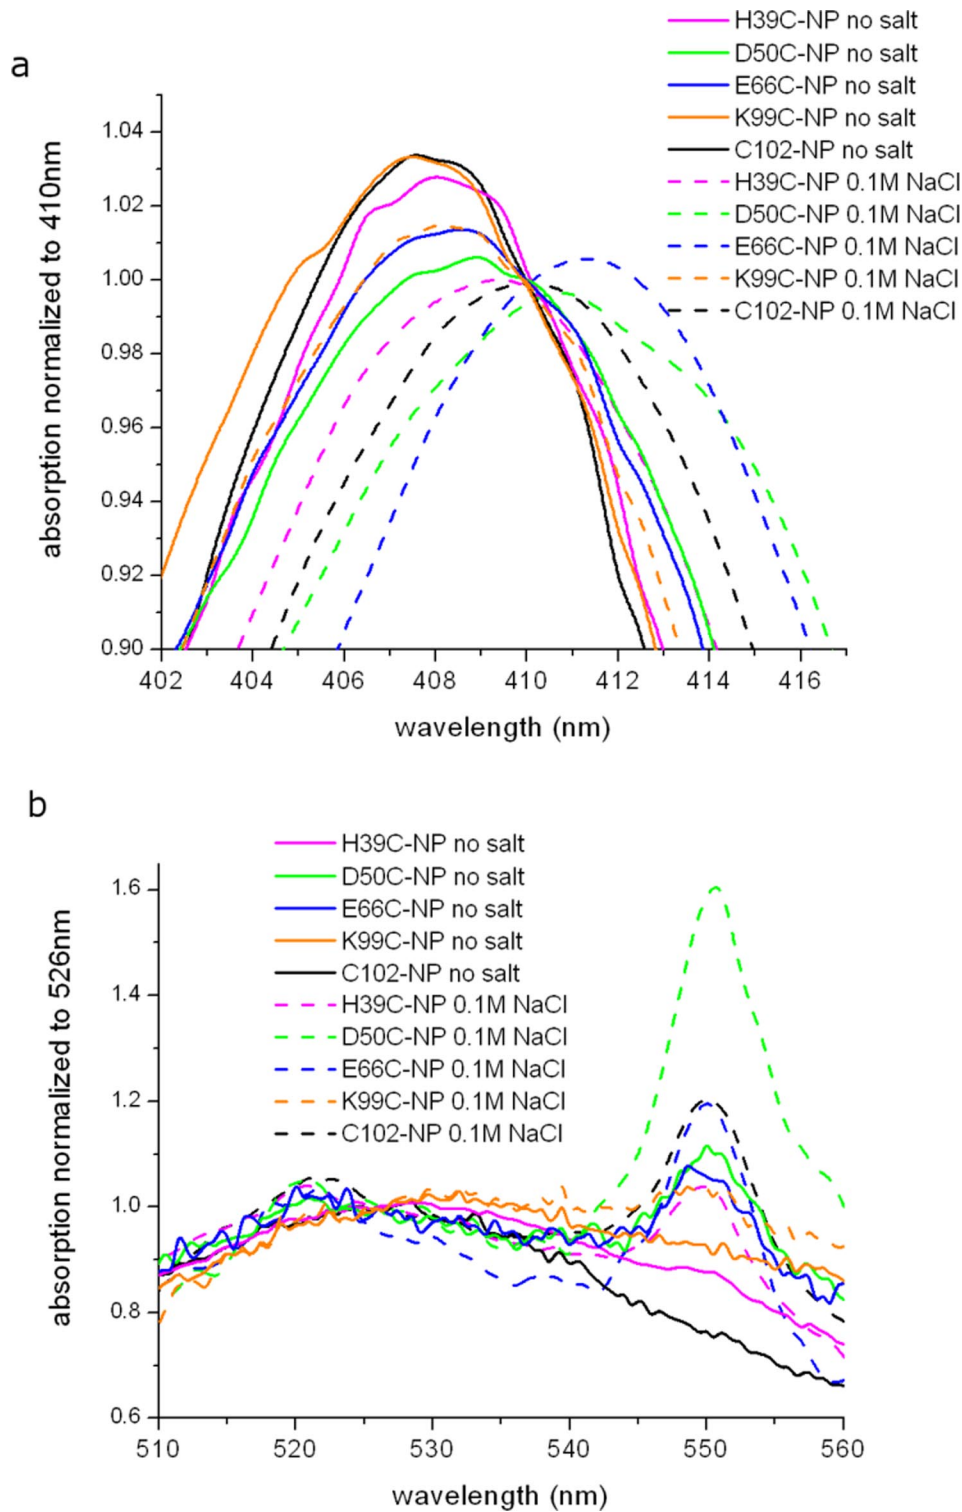 a
H39C-NP no salt
D50C-NP no salt
E66C-NP no salt
K99C-NP no salt
C102-NP no salt
H39C-NP 0.1M NaCl
D50C-NP 0.1M NaCl
E66C-NP 0.1M NaCl
K99C-NP 0.1M NaCl
C102-NP 0.1M NaCl
absorption normalized to 410nm
1.04
1.02
1.00
0.98
0.96
0.94
0.92
0.90
402 404 406 408 410 412 414 416
wavelength (nm)
b
H39C-NP no salt
D50C-NP no salt
E66C-NP no salt
K99C-NP no salt
C102-NP no salt
H39C-NP 0.1M NaCl
D50C-NP 0.1M NaCl
E66C-NP 0.1M NaCl
K99C-NP 0.1M NaCl
C102-NP 0.1M NaCl
absorption normalized to 526nm
1.6
1.4
1.2
1.0
0.8
0.6
510 520 530 540 550 560
wavelength (nm)